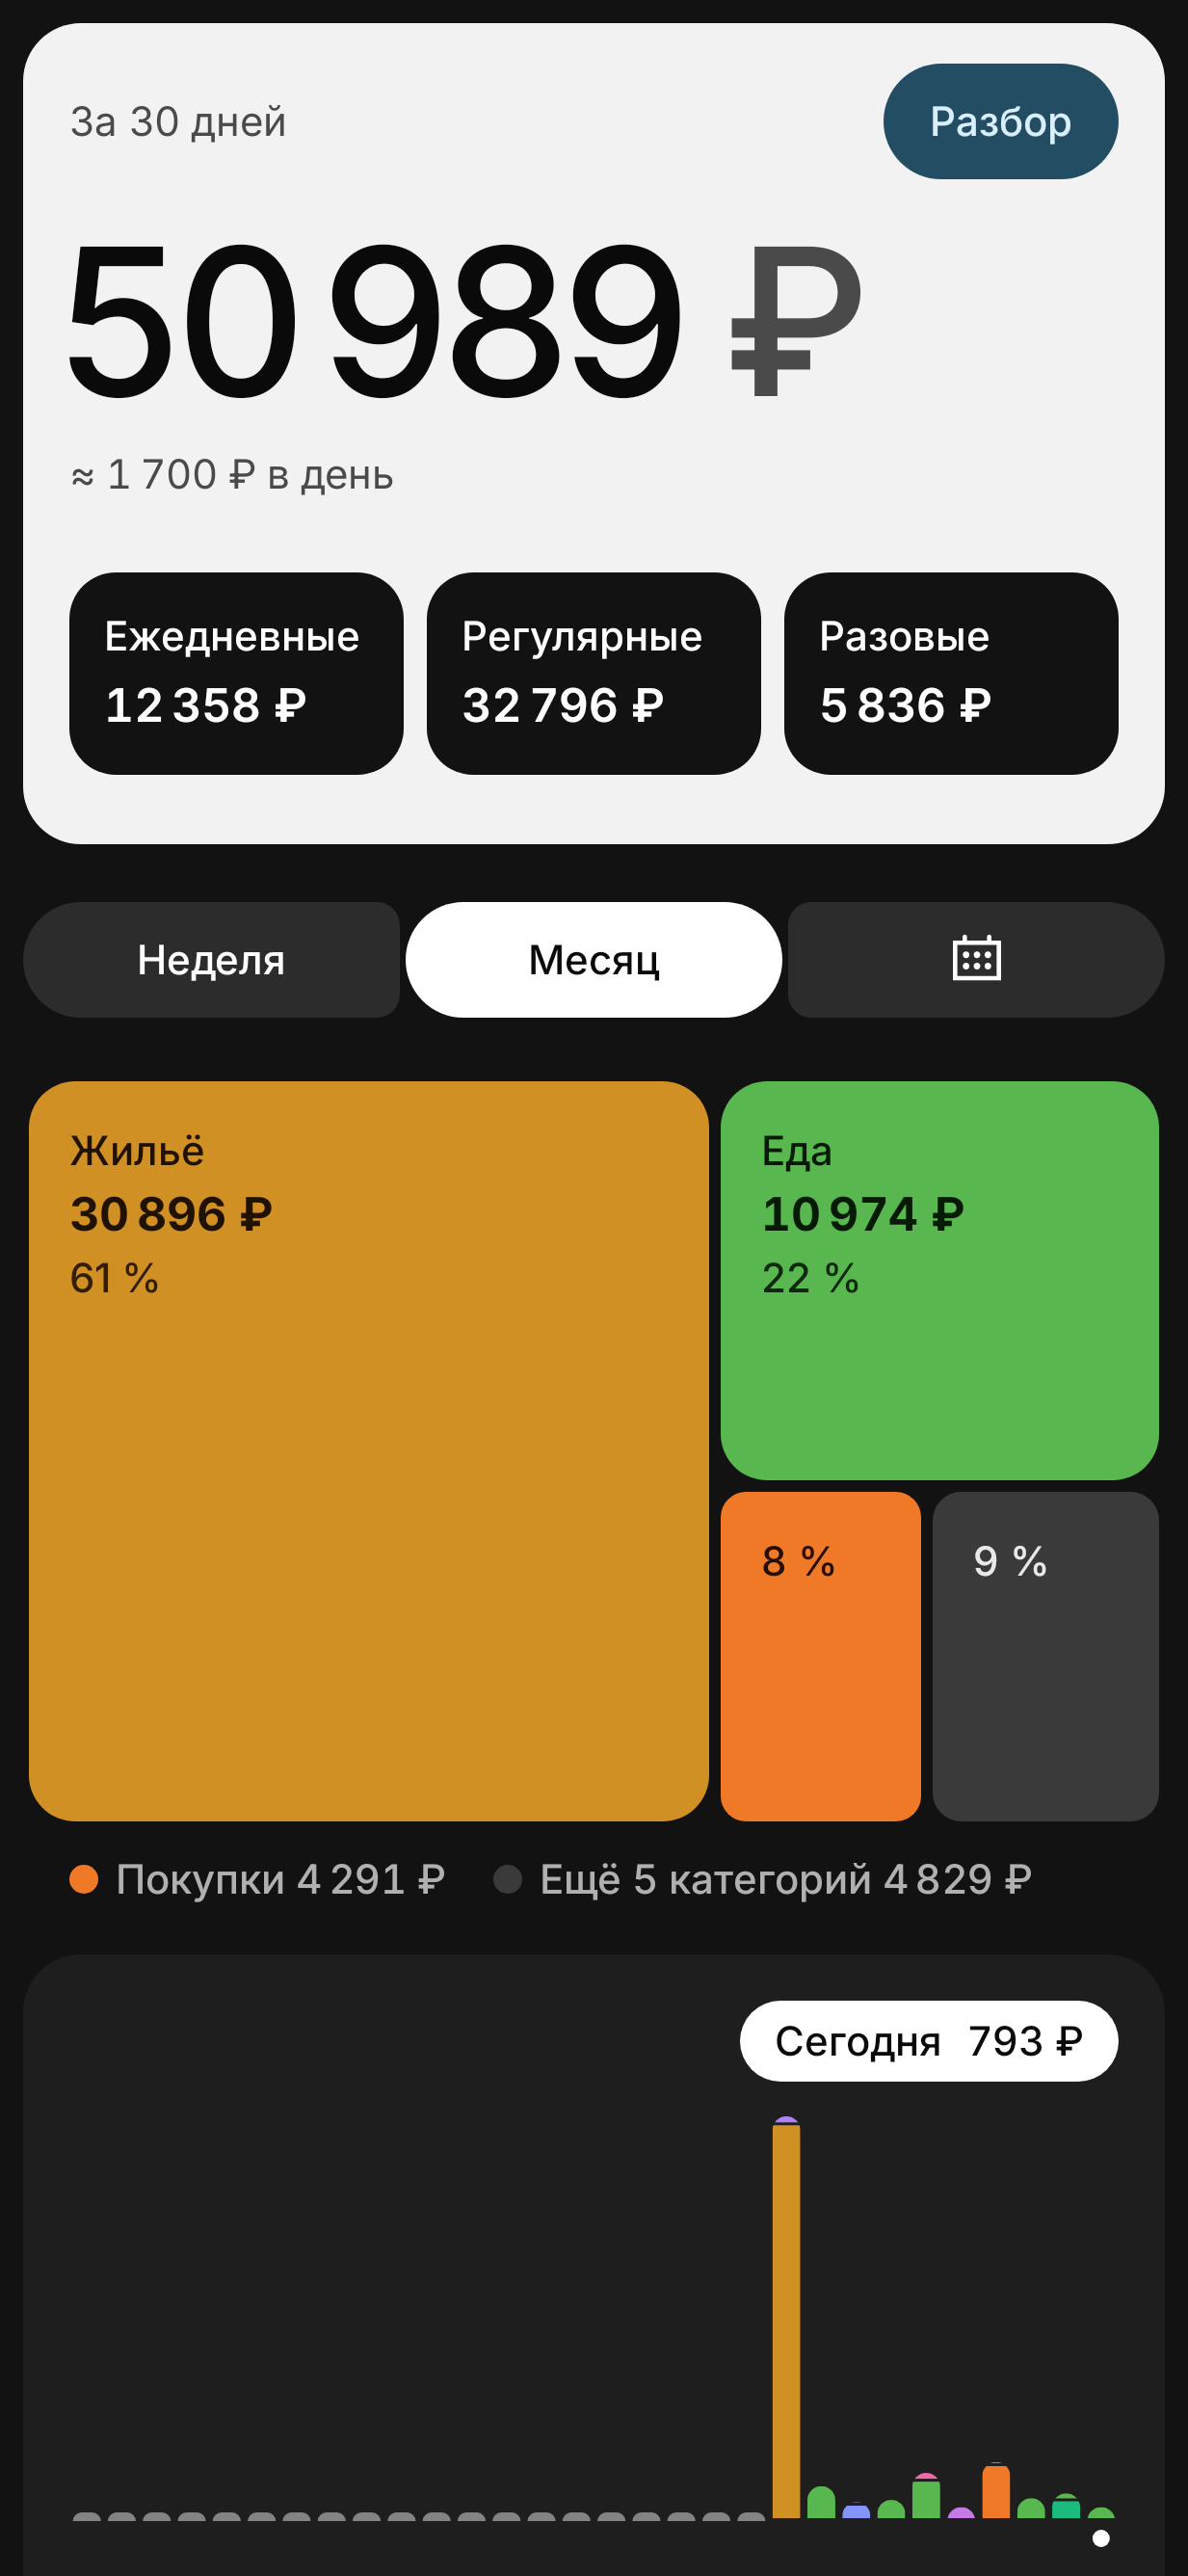 За 30 дней
Разбор
50 989 ₽
≈ 1 700 ₽ в день
Ежедневные
12 358 ₽
Регулярные
32 796 ₽
Разовые
5 836 ₽
Неделя
Месяц
Жильё
30 896 ₽
61 %
Еда
10 974 ₽
22 %
8 %
9 %
Покупки 4 291 ₽
Ещё 5 категорий 4 829 ₽
Сегодня 793 ₽